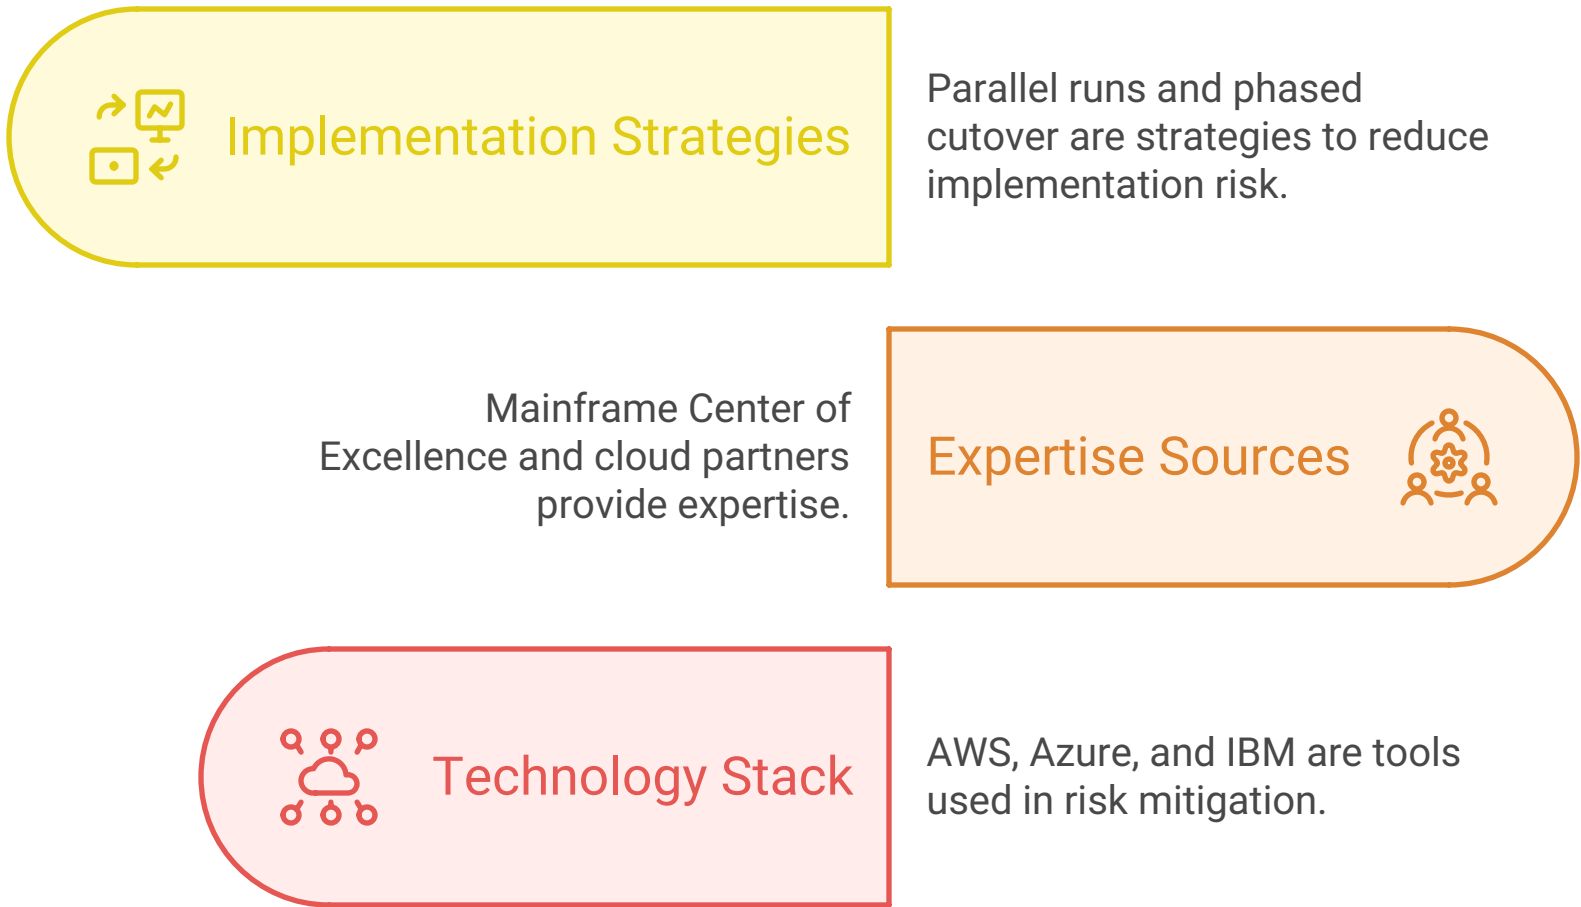 Implementation Strategies
Parallel runs and phased
cutover are strategies to reduce
implementation risk.
Mainframe Center of
Excellence and cloud partners
provide expertise.
Expertise Sources
Technology Stack
AWS, Azure, and IBM are tools
used in risk mitigation.